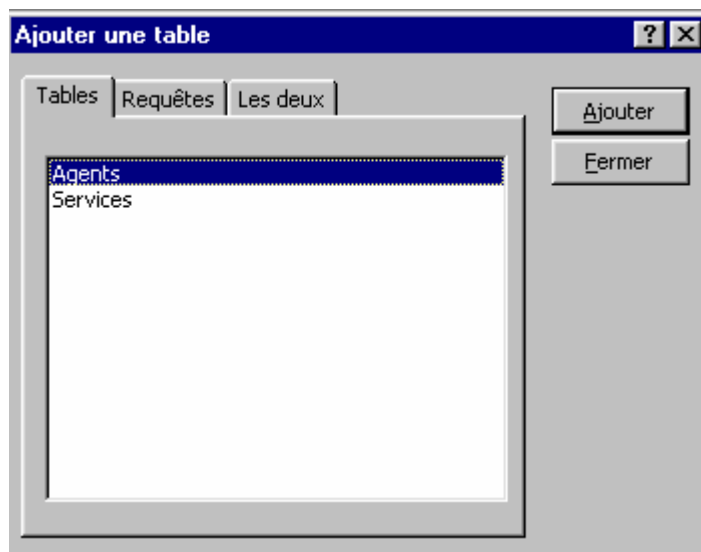 Ajouter une table
Tables Requêtes Les deux
Ajouter
Fermer
Agents
Services